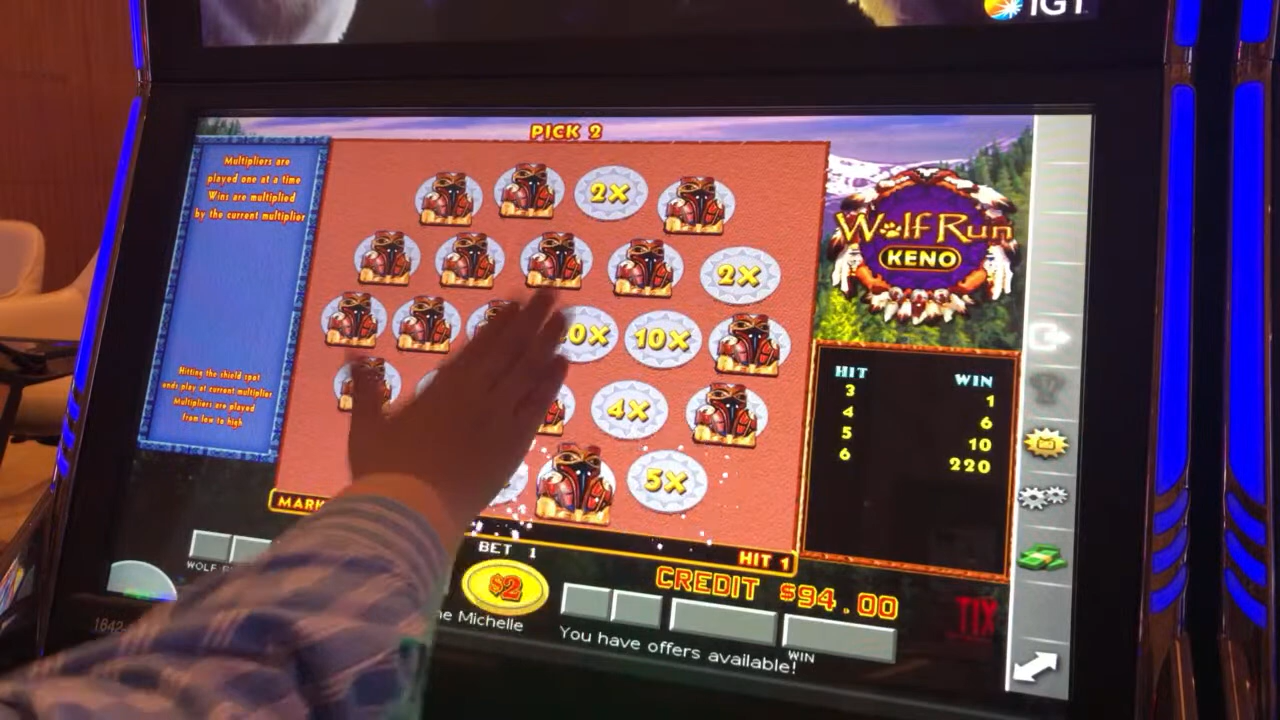 IGT
PICK 2
Multipliers are
played one at a time
Wins are multiplied
by the current multiplier
2X
2X
10X
4X
5X
Hitting the shield spot
ends play at current multiplier
Multipliers are played
from low to high
Wolf Run
KENO
HIT WIN
3 1
4 6
5 10
6 220
MARK
BET 1
HIT 1
$2
CREDIT $94.00
WOLF
Michelle
You have offers available!
WIN
TIX